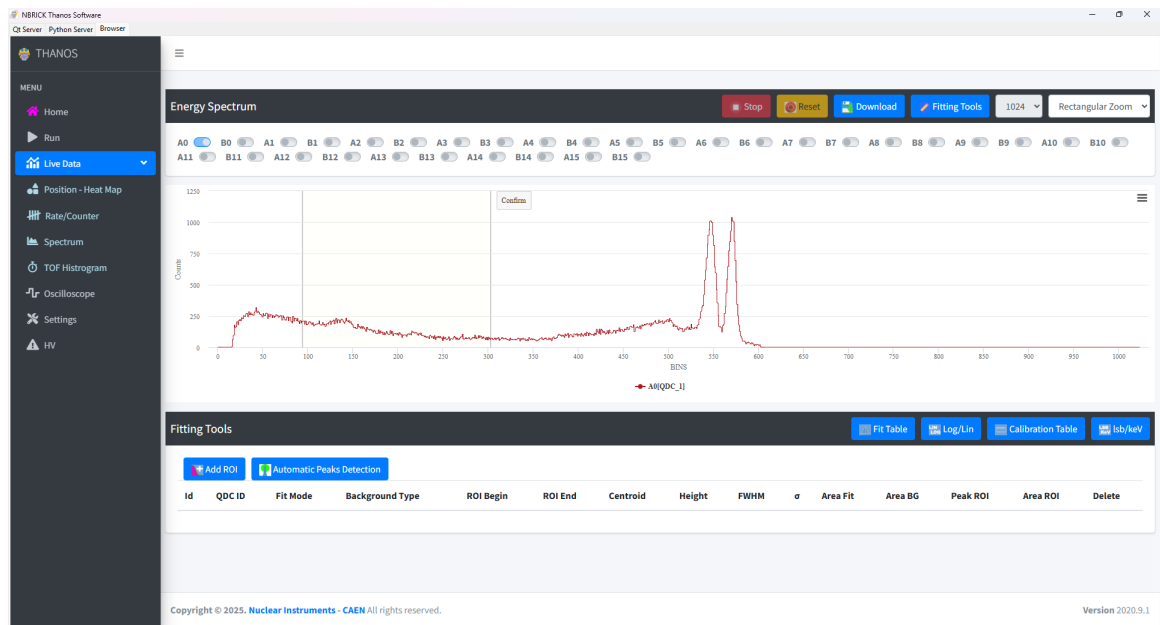 NBRICK Thanos Software
Qt Server Python Server Browser
THANOS
MENU
Home
Run
Live Data
Position - Heat Map
Rate/Counter
Spectrum
TOF Histrogram
Oscilloscope
Settings
HV
Energy Spectrum
Stop Reset Download Fitting Tools 1024 Rectangular Zoom
A0 B0 A1 B1 A2 B2 A3 B3 A4 B4 A5 B5 A6 B6 A7 B7 A8 B8 A9 B9 A10 B10
A11 B11 A12 B12 A13 B13 A14 B14 A15 B15
Confirm
1250
1000
750
500
250
0
Counts
0 50 100 150 200 250 300 350 400 450 500 550 600 650 700 750 800 850 900 950 1000
BINS
A0[QDC_1]
Fitting Tools
Fit Table Log/Lin Calibration Table lsb/keV
Add ROI Automatic Peaks Detection
Id QDC ID Fit Mode Background Type ROI Begin ROI End Centroid Height FWHM σ Area Fit Area BG Peak ROI Area ROI Delete
Copyright © 2025. Nuclear Instruments - CAEN All rights reserved.
Version 2020.9.1